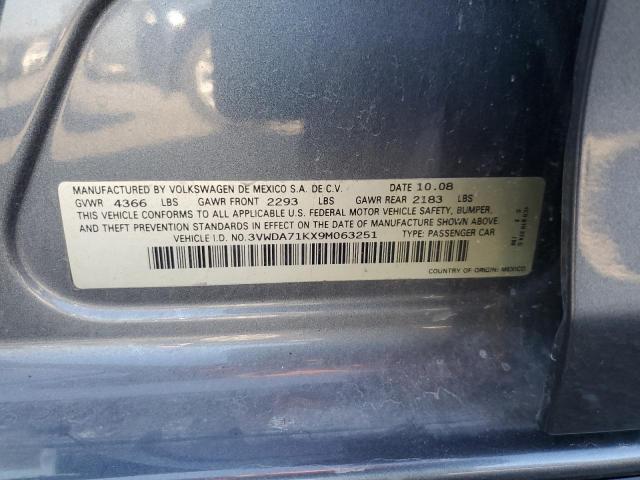 MANUFACTURED BY VOLKSWAGEN DE MEXICO S.A. DE C.V. DATE 10.08
GVWR 4366 LBS GAWR FRONT 2293 LBS GAWR REAR 2183 LBS
THIS VEHICLE CONFORMS TO ALL APPLICABLE U.S. FEDERAL MOTOR VEHICLE SAFETY, BUMPER,
AND THEFT PREVENTION STANDARDS IN EFFECT ON THE DATE OF MANUFACTURE SHOWN ABOVE
VEHICLE I.D. NO.3VWDA71KX9M063251 TYPE: PASSENGER CAR
COUNTRY OF ORIGIN: MEXICO